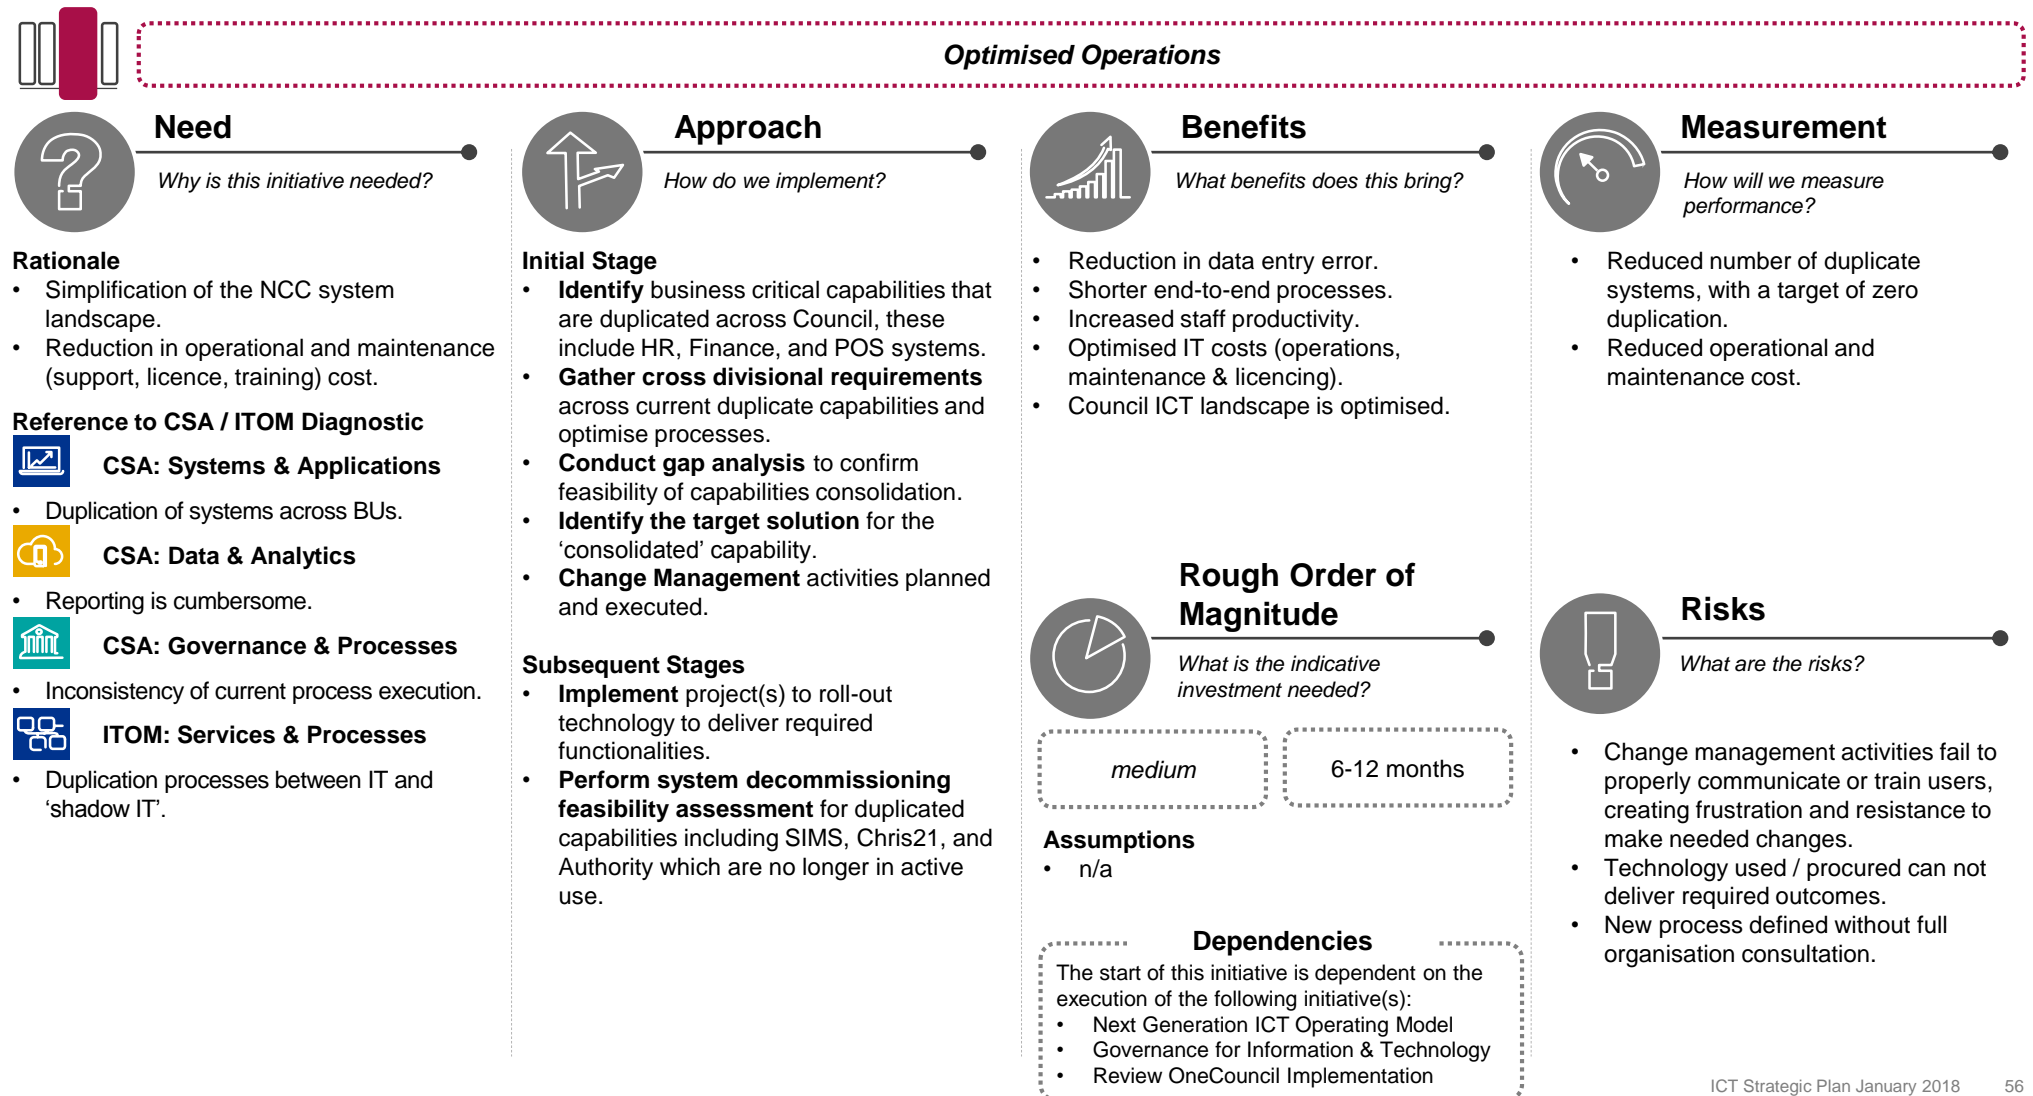 Optimised Operations
Need
Why is this initiative needed?
Rationale
• Simplification of the NCC system
landscape.
• Reduction in operational and maintenance
(support, licence, training) cost.
Reference to CSA / ITOM Diagnostic
CSA: Systems & Applications
• Duplication of systems across BUs.
CSA: Data & Analytics
• Reporting is cumbersome.
CSA: Governance & Processes
• Inconsistency of current process execution.
ITOM: Services & Processes
• Duplication processes between IT and
‘shadow IT’.
Approach
How do we implement?
Initial Stage
• Identify business critical capabilities that
are duplicated across Council, these
include HR, Finance, and POS systems.
• Gather cross divisional requirements
across current duplicate capabilities and
optimise processes.
• Conduct gap analysis to confirm
feasibility of capabilities consolidation.
• Identify the target solution for the
‘consolidated’ capability.
• Change Management activities planned
and executed.
Subsequent Stages
• Implement project(s) to roll-out
technology to deliver required
functionalities.
• Perform system decommissioning
feasibility assessment for duplicated
capabilities including SIMS, Chris21, and
Authority which are no longer in active
use.
Benefits
What benefits does this bring?
• Reduction in data entry error.
• Shorter end-to-end processes.
• Increased staff productivity.
• Optimised IT costs (operations,
maintenance & licencing).
• Council ICT landscape is optimised.
Rough Order of
Magnitude
What is the indicative
investment needed?
medium
6-12 months
Assumptions
• n/a
Dependencies
The start of this initiative is dependent on the
execution of the following initiative(s):
• Next Generation ICT Operating Model
• Governance for Information & Technology
• Review OneCouncil Implementation
Measurement
How will we measure
performance?
• Reduced number of duplicate
systems, with a target of zero
duplication.
• Reduced operational and
maintenance cost.
Risks
What are the risks?
• Change management activities fail to
properly communicate or train users,
creating frustration and resistance to
make needed changes.
• Technology used / procured can not
deliver required outcomes.
• New process defined without full
organisation consultation.
ICT Strategic Plan January 2018 56